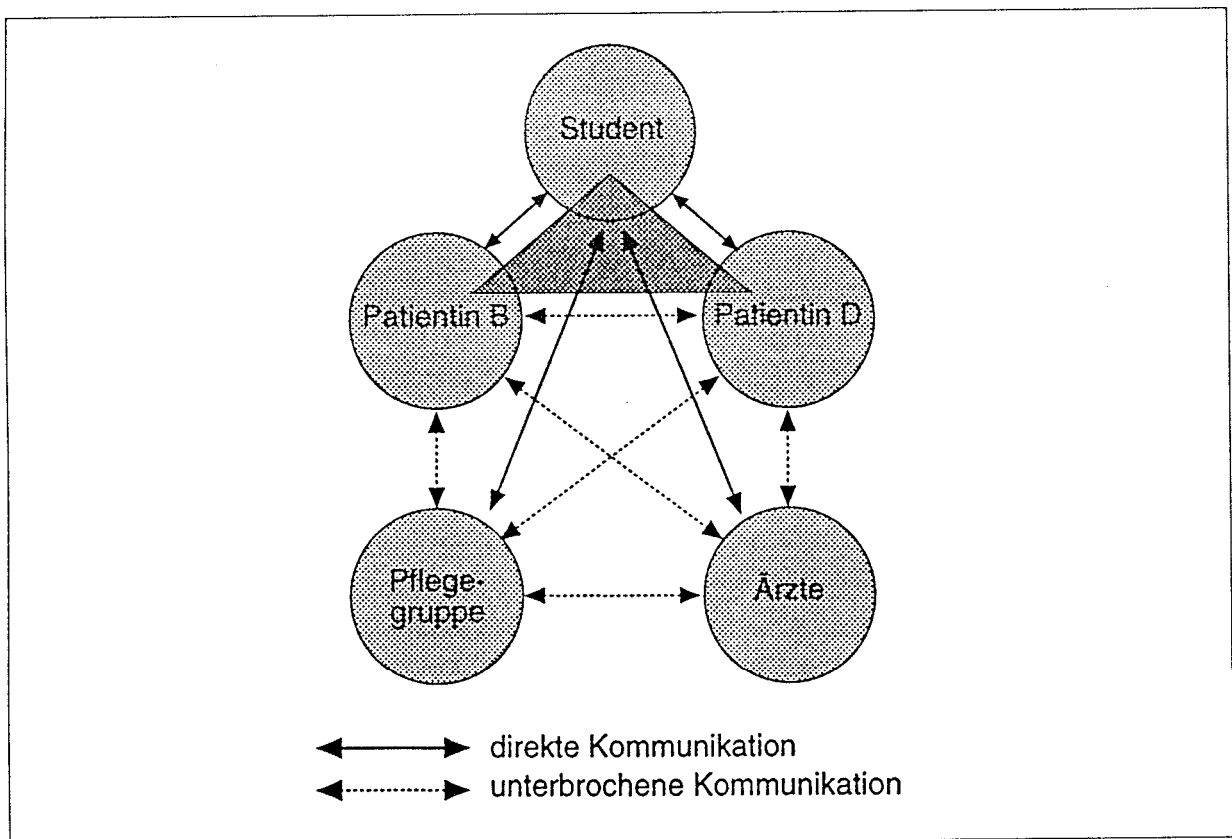 Student
Patientin B
Patientin D
Pflege-
gruppe
Ärzte
direkte Kommunikation
unterbrochene Kommunikation